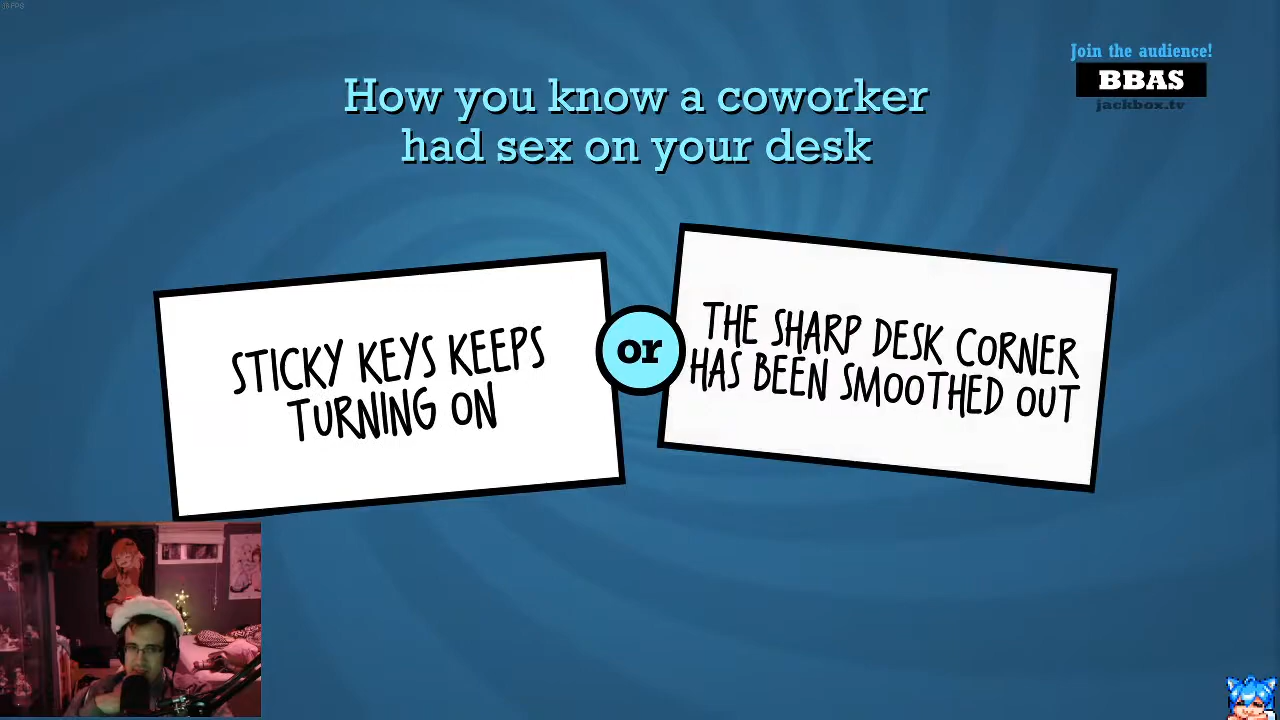 Join the audience!
BBAS
jackbox.tv
How you know a coworker
had sex on your desk
STICKY KEYS KEEPS
TURNING ON
or
THE SHARP DESK CORNER
HAS BEEN SMOOTHED OUT